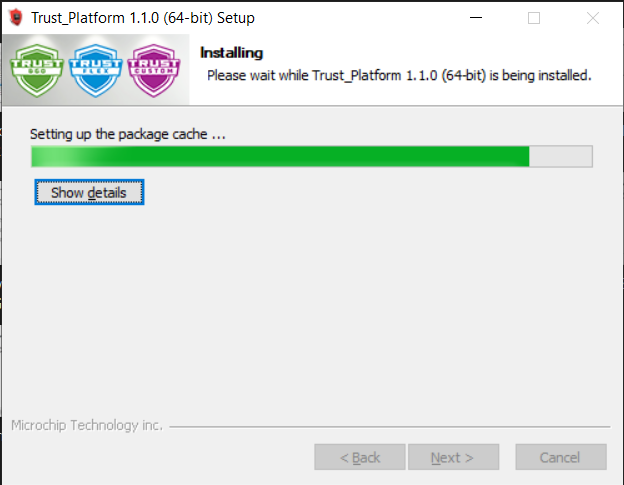 Trust_Platform 1.1.0 (64-bit) Setup
Installing
Please wait while Trust_Platform 1.1.0 (64-bit) is being installed.
TRUST
GGO
TRUST
FLEX
TRUST
CUSTOM
Setting up the package cache ...
Show details
Microchip Technology inc.
< Back
Next >
Cancel